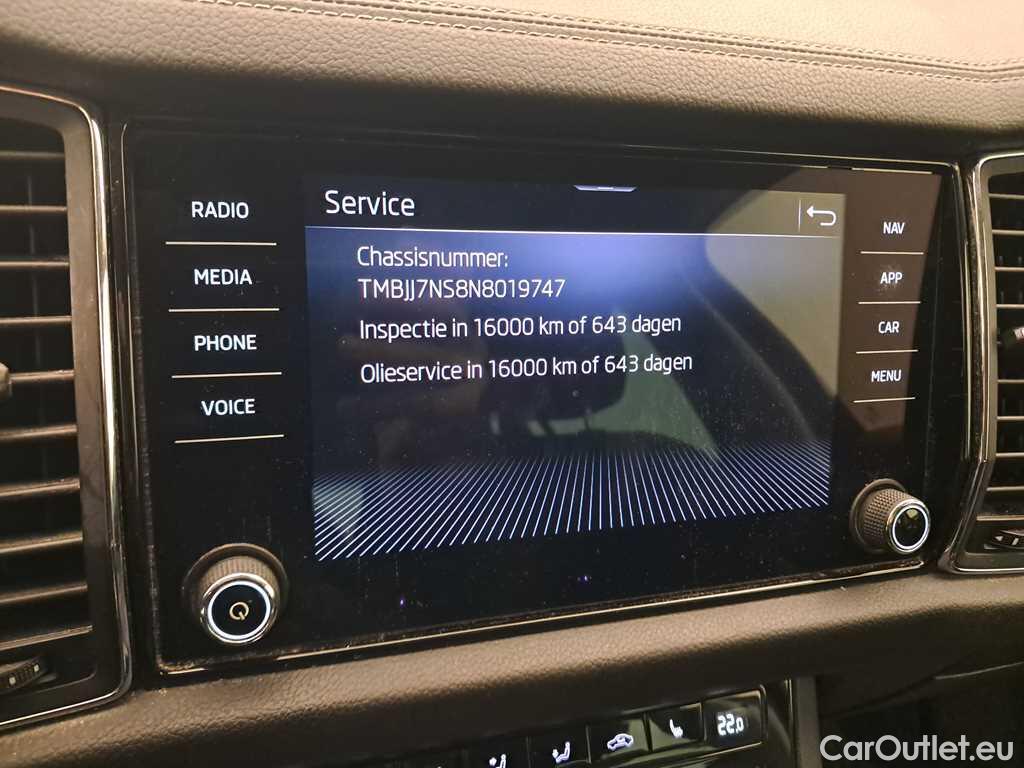 Service
RADIO
MEDIA
PHONE
VOICE
Chassisnummer:
TMBJJ7NS8N8019747
Inspectie in 16000 km of 643 dagen
Olieservice in 16000 km of 643 dagen
NAV
APP
CAR
MENU
22.0
CarOutlet.eu